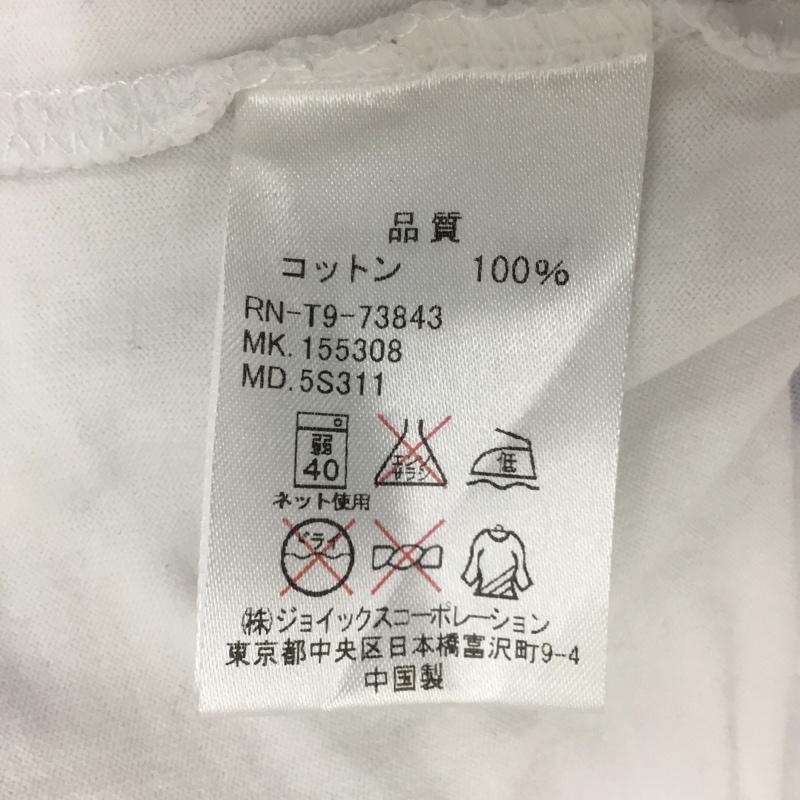 品質
コットン 100%
RN-T9-73843
MK.155308
MD.5S311
弱
40
エンソ
サラシ
低
ネット使用
ドライ
(株)ジョイックスコーポレーション
東京都中央区日本橋富沢町9-4
中国製